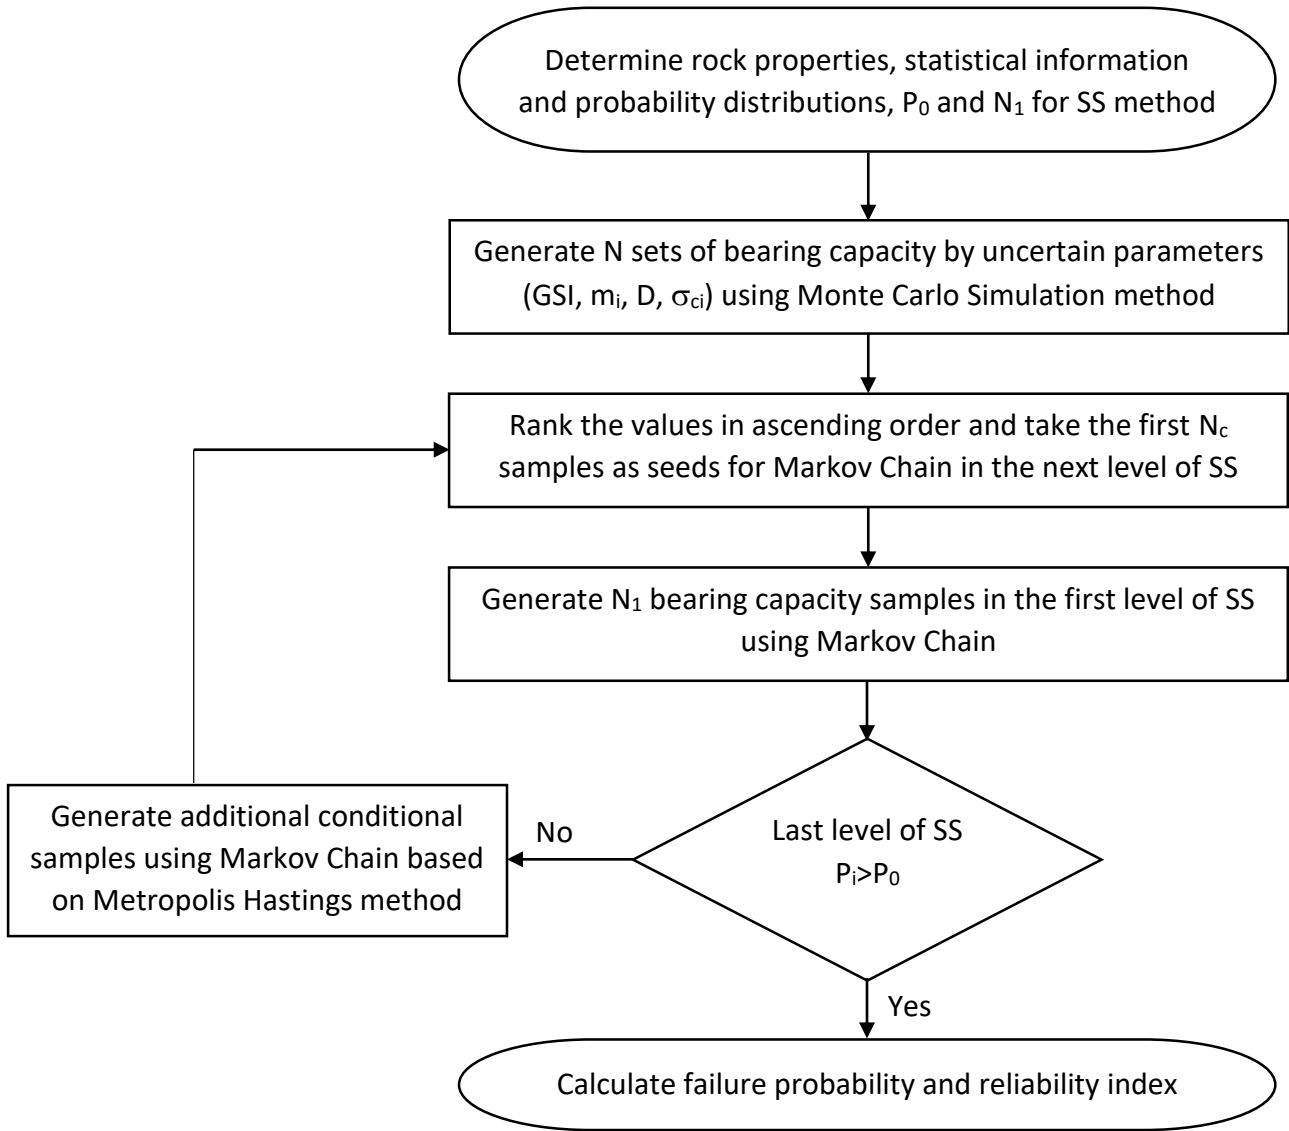 Determine rock properties, statistical information
and probability distributions, P₀ and N₁ for SS method
Generate N sets of bearing capacity by uncertain parameters
(GSI, mᵢ, D, σ_ci) using Monte Carlo Simulation method
Rank the values in ascending order and take the first N_c
samples as seeds for Markov Chain in the next level of SS
Generate N₁ bearing capacity samples in the first level of SS
using Markov Chain
Last level of SS
Pᵢ>P₀
No
Generate additional conditional
samples using Markov Chain based
on Metropolis Hastings method
Yes
Calculate failure probability and reliability index